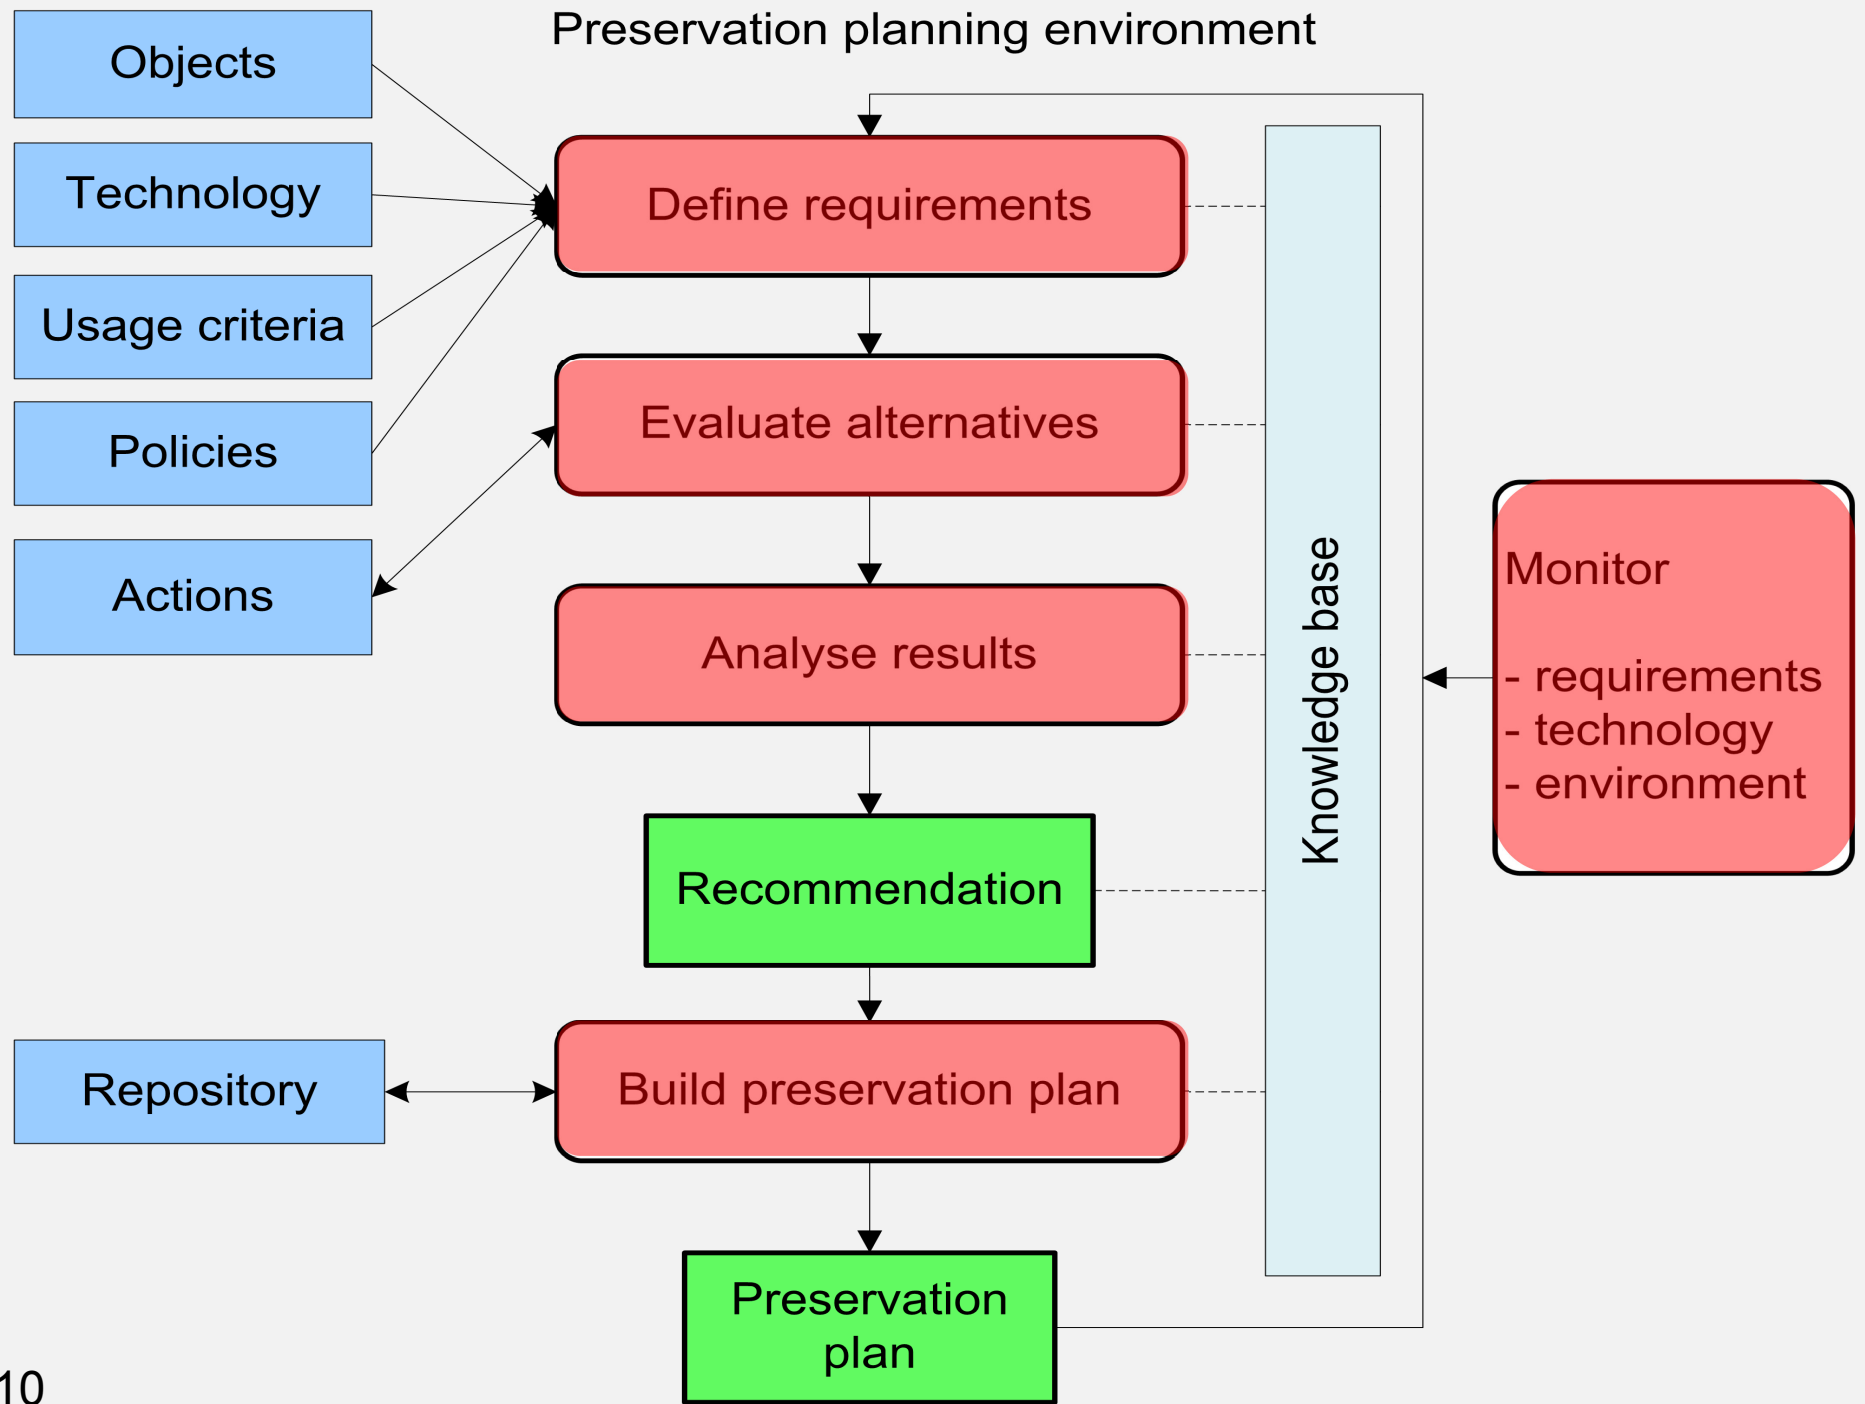 Preservation planning environment
Objects
Technology
Usage criteria
Policies
Actions
Repository
Define requirements
Evaluate alternatives
Analyse results
Recommendation
Build preservation plan
Preservation
plan
Knowledge base
Monitor
- requirements
- technology
- environment
10